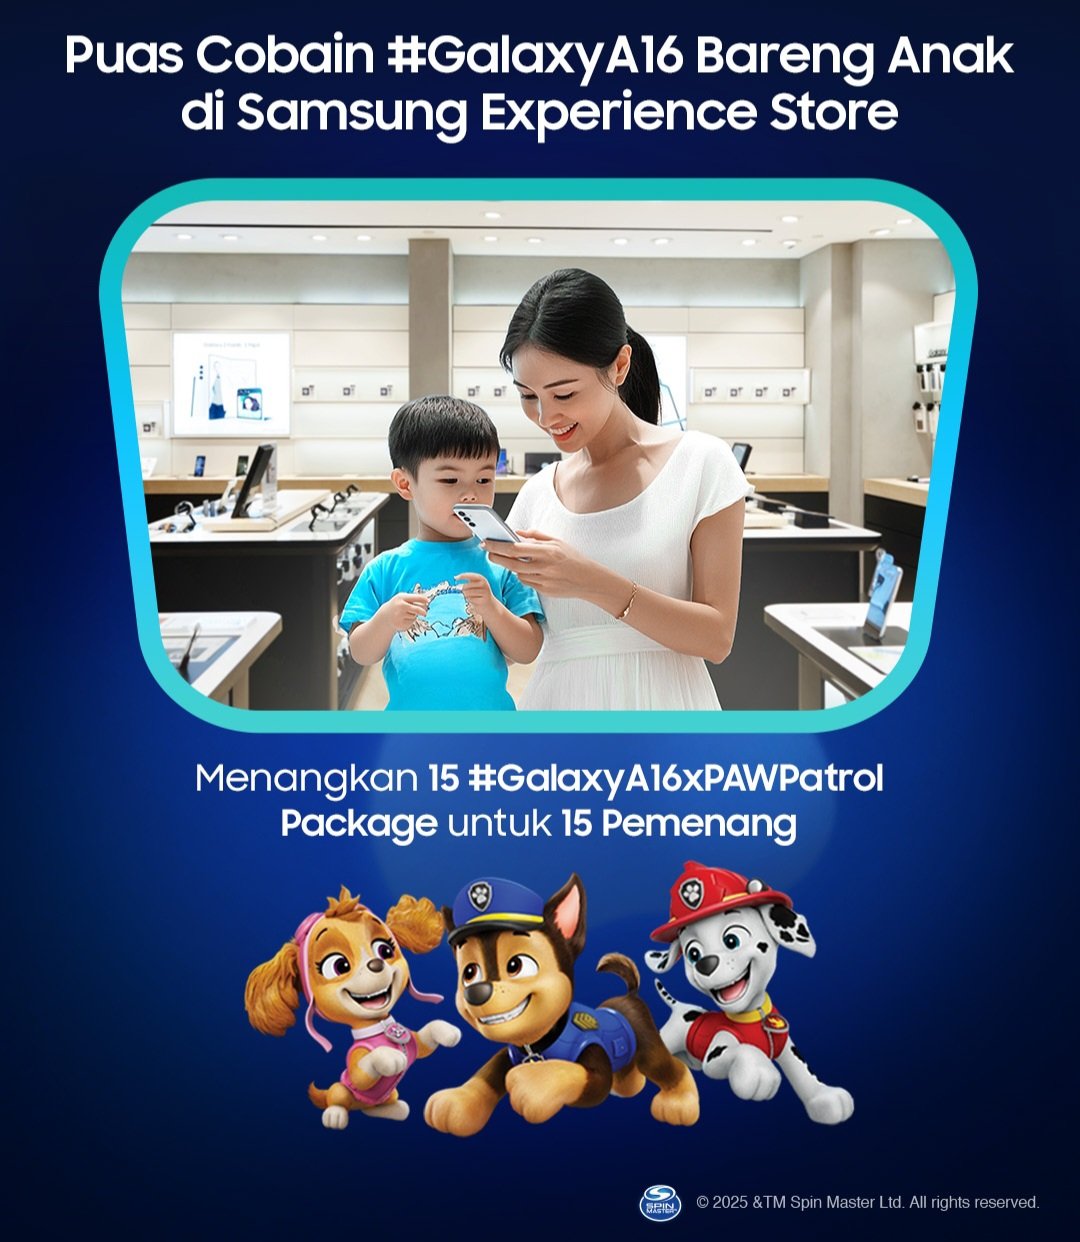 Puas Cobain #GalaxyA16 Bareng Anak
di Samsung Experience Store
Menangkan 15 #GalaxyA16xPAWPatrol
Package untuk 15 Pemenang
SPIN
MASTER
© 2025 &TM Spin Master Ltd. All rights reserved.